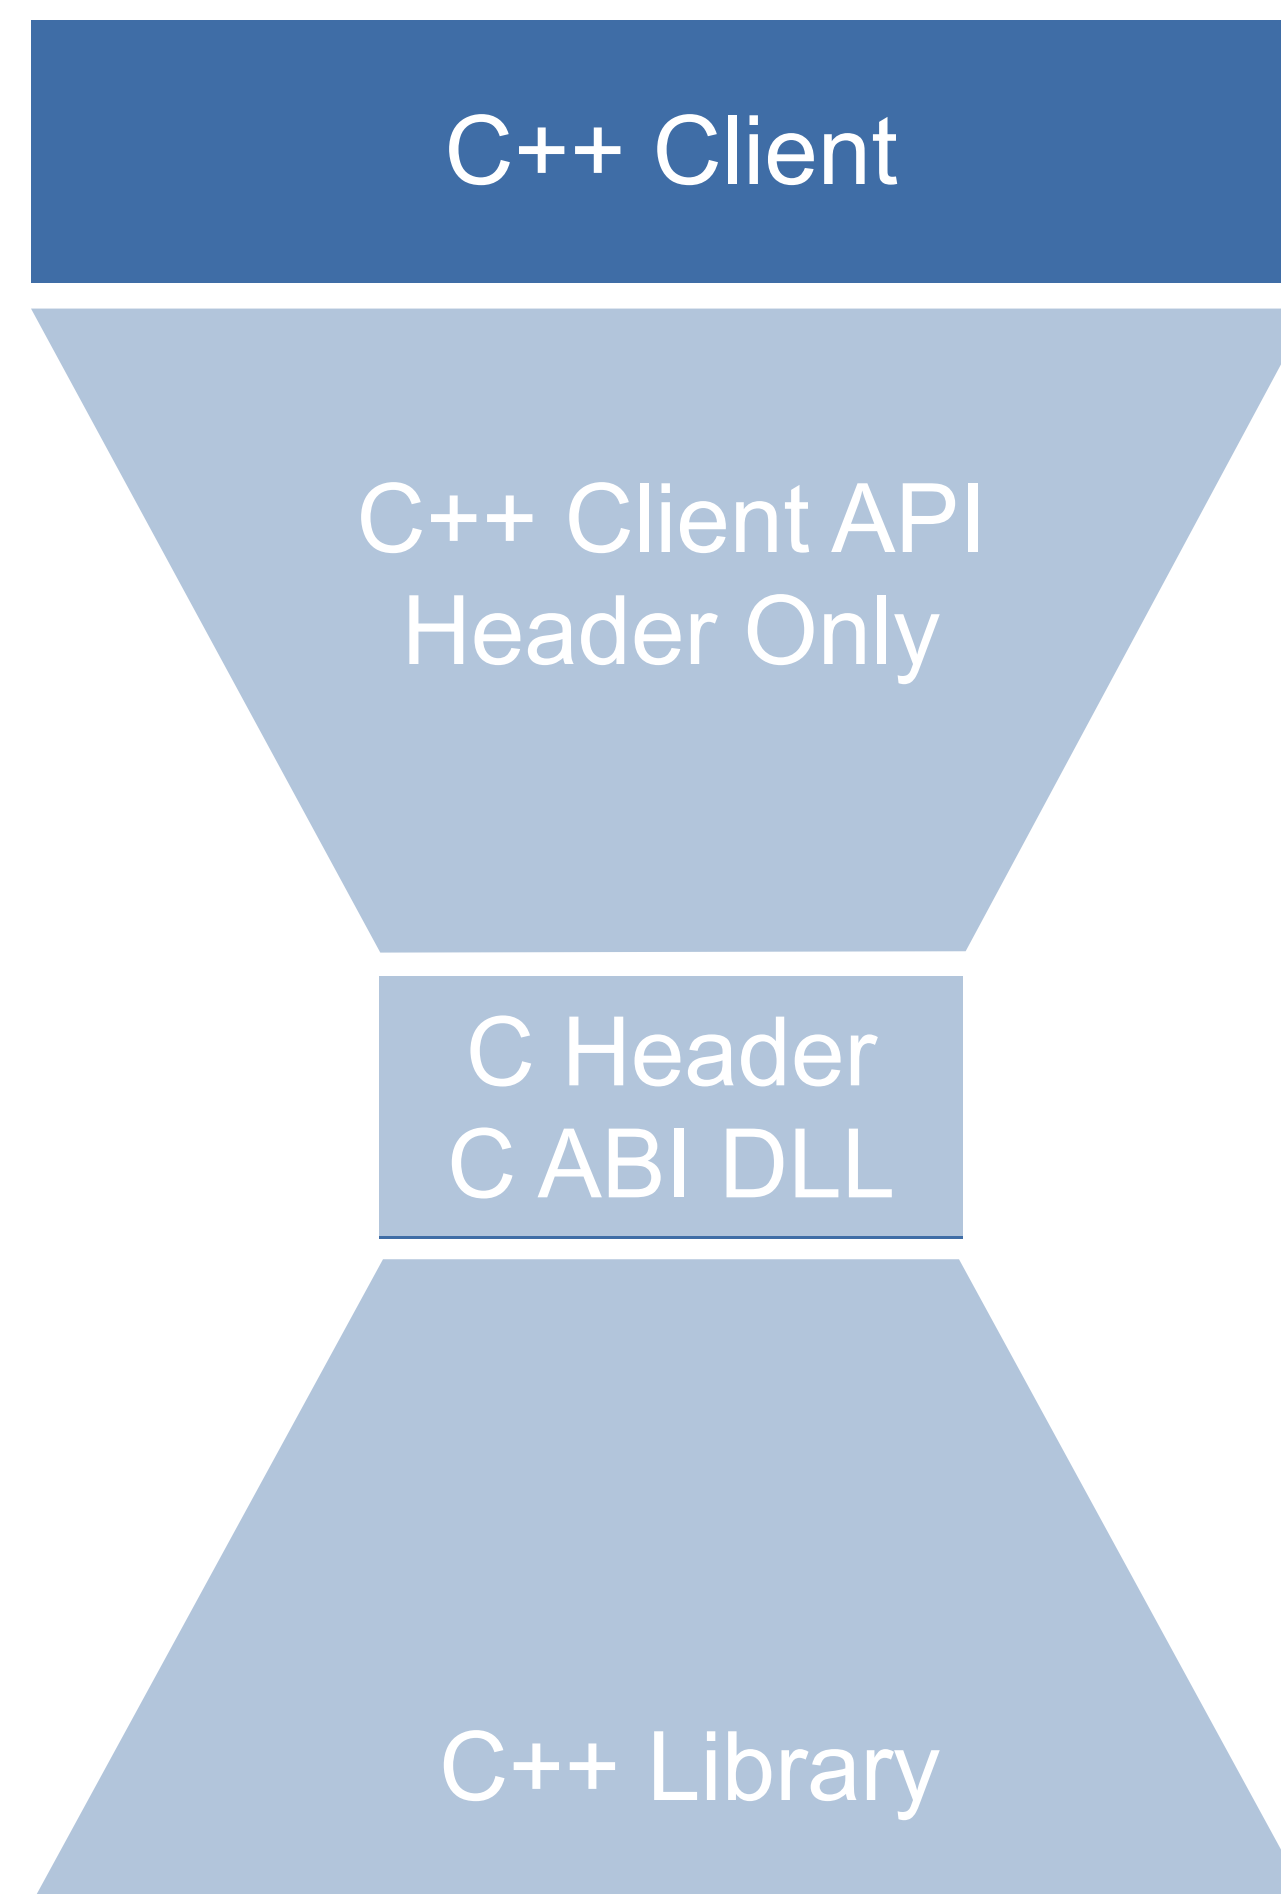 C++ Client
C++ Client API
Header Only
C Header
C ABI DLL
C++ Library